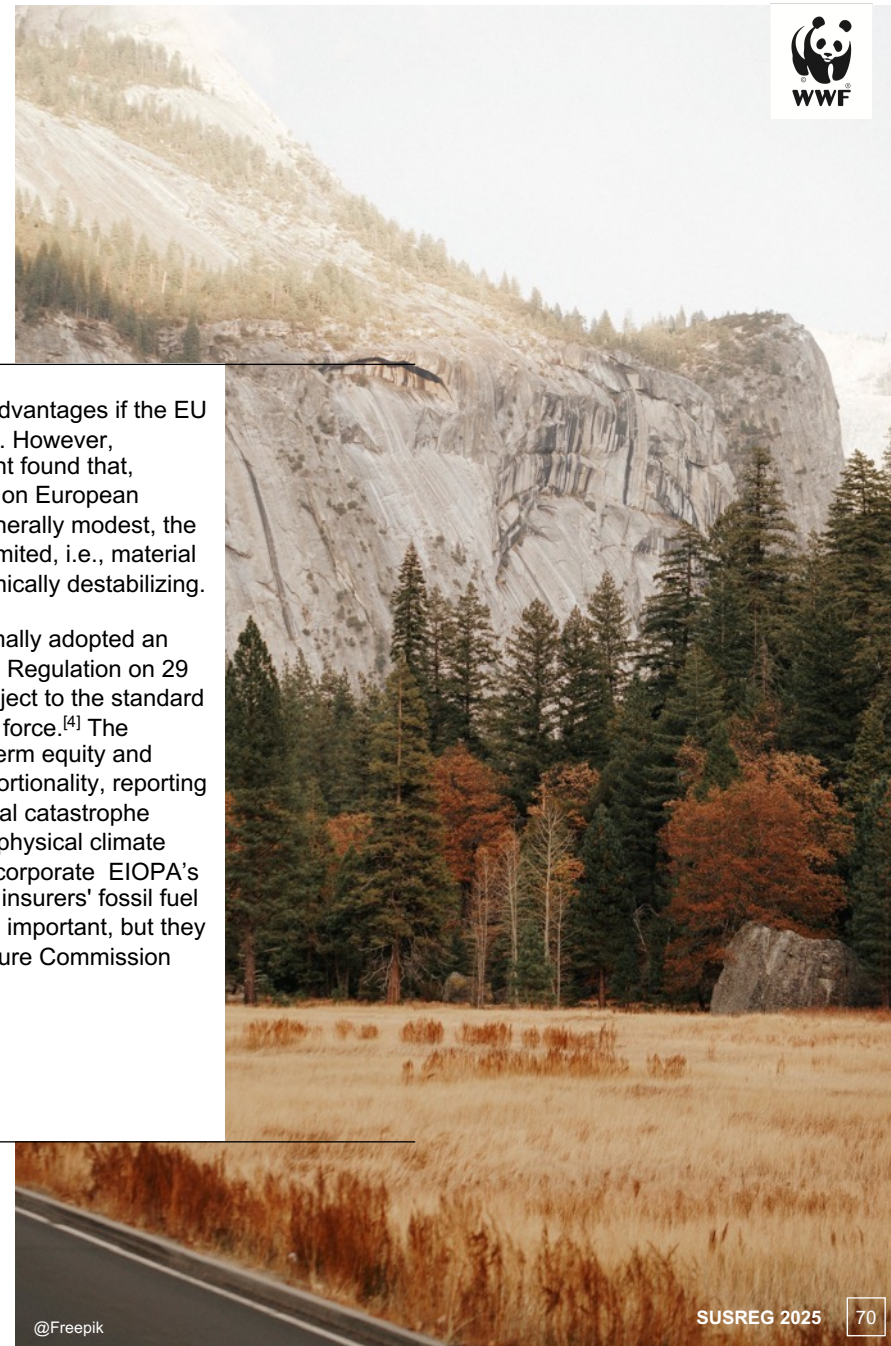 WWF
dvantages if the EU
. However,
nt found that,
on European
nerally modest, the
mited, i.e., material
nically destabilizing.
nally adopted an
Regulation on 29
ject to the standard
force.[4] The
erm equity and
ortionality, reporting
al catastrophe
physical climate
corporate EIOPA's
insurers' fossil fuel
important, but they
ure Commission
@Freepik
SUSREG 2025 70